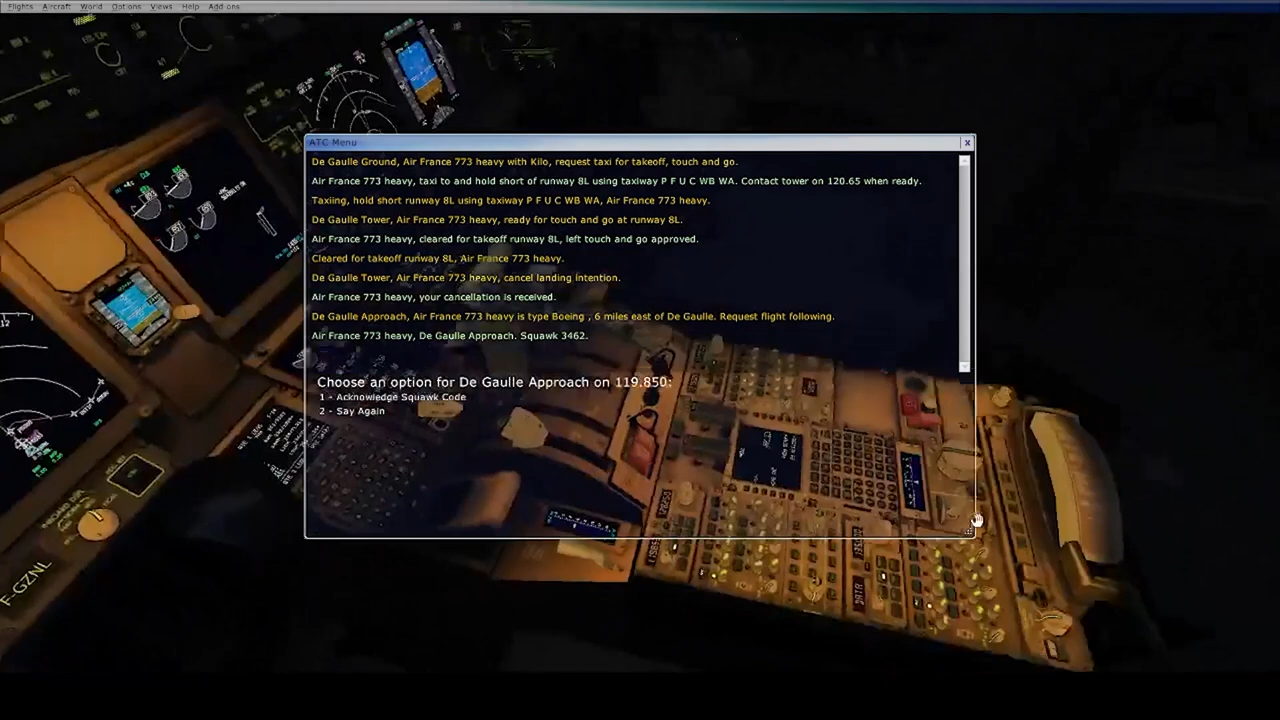 Flights Aircraft World Options Views Help Add-ons
ATC Menu
De Gaulle Ground, Air France 773 heavy with Kilo, request taxi for takeoff, touch and go.
Air France 773 heavy, taxi to and hold short of runway 8L using taxiway P F U C WB WA. Contact tower on 120.65 when ready.
Taxiing, hold short runway 8L using taxiway P F U C WB WA, Air France 773 heavy.
De Gaulle Tower, Air France 773 heavy, ready for touch and go at runway 8L.
Air France 773 heavy, cleared for takeoff runway 8L, left touch and go approved.
Cleared for takeoff runway 8L, Air France 773 heavy.
De Gaulle Tower, Air France 773 heavy, cancel landing intention.
Air France 773 heavy, your cancellation is received.
De Gaulle Approach, Air France 773 heavy is type Boeing , 6 miles east of De Gaulle. Request flight following.
Air France 773 heavy, De Gaulle Approach. Squawk 3462.
Choose an option for De Gaulle Approach on 119.850:
1 - Acknowledge Squawk Code
2 - Say Again
F-GZNL